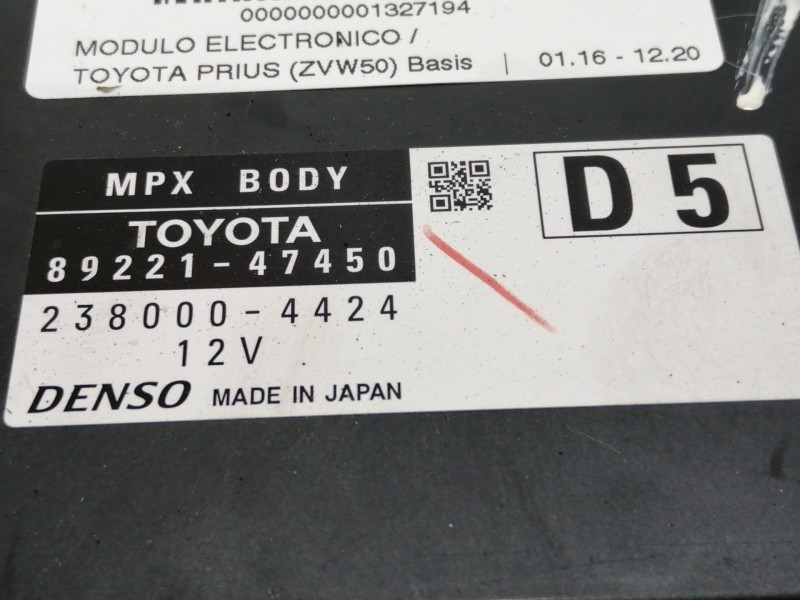 0000000001327194
MODULO ELECTRONICO /
TOYOTA PRIUS (ZVW50) Basis | 01.16 - 12.20
MPX BODY
TOYOTA
89221-47450
238000-4424
12V
DENSO MADE IN JAPAN
D5